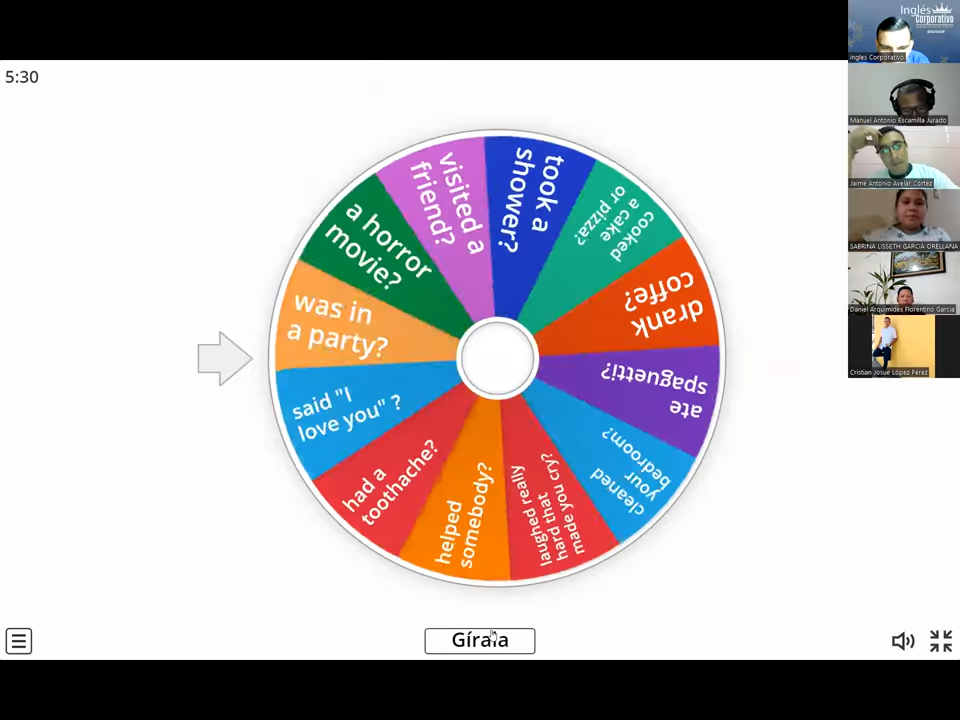 5:30
took a
shower?
cooked
a cake
or pizza?
drank
coffe?
ate
spaguetti?
cleaned
your
bedroom?
laughed really
hard that
made you cry?
helped
somebody?
had a
toothache?
said "I
love you" ?
was in
a party?
a horror
movie?
visited a
friend?
Gírala
Inglés
Corporativo
Ingles Corporativo
Manuel Antonio Escamilla Jurado
Jaime Antonio Avelar Cortez
SABRINA LISSETH GARCIA ORELLANA
Daniel Arquimides Florentino Garcia
Cristian Josue López Pérez